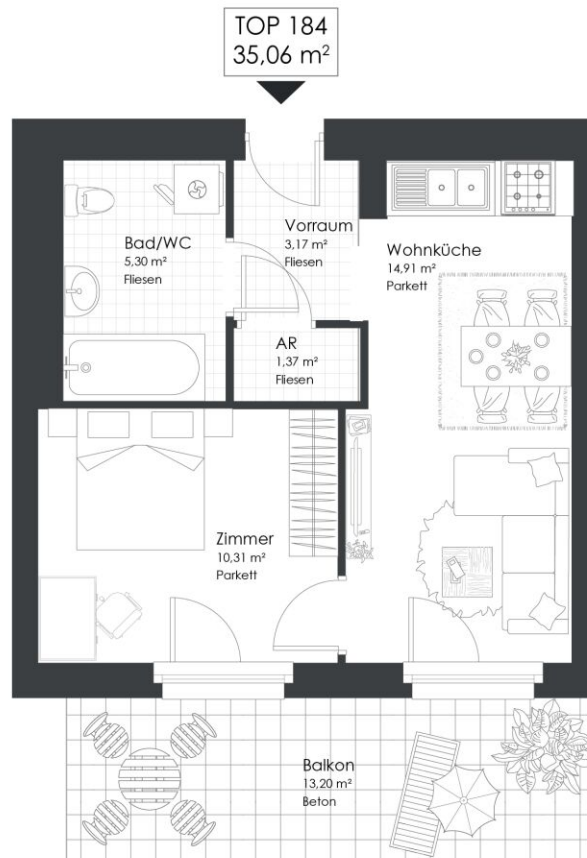 TOP 184
35,06 m²
Bad/WC
5,30 m²
Fliesen
Vorraum
3,17 m²
Fliesen
Wohnküche
14,91 m²
Parkett
AR
1,37 m²
Fliesen
Zimmer
10,31 m²
Parkett
Balkon
13,20 m²
Beton